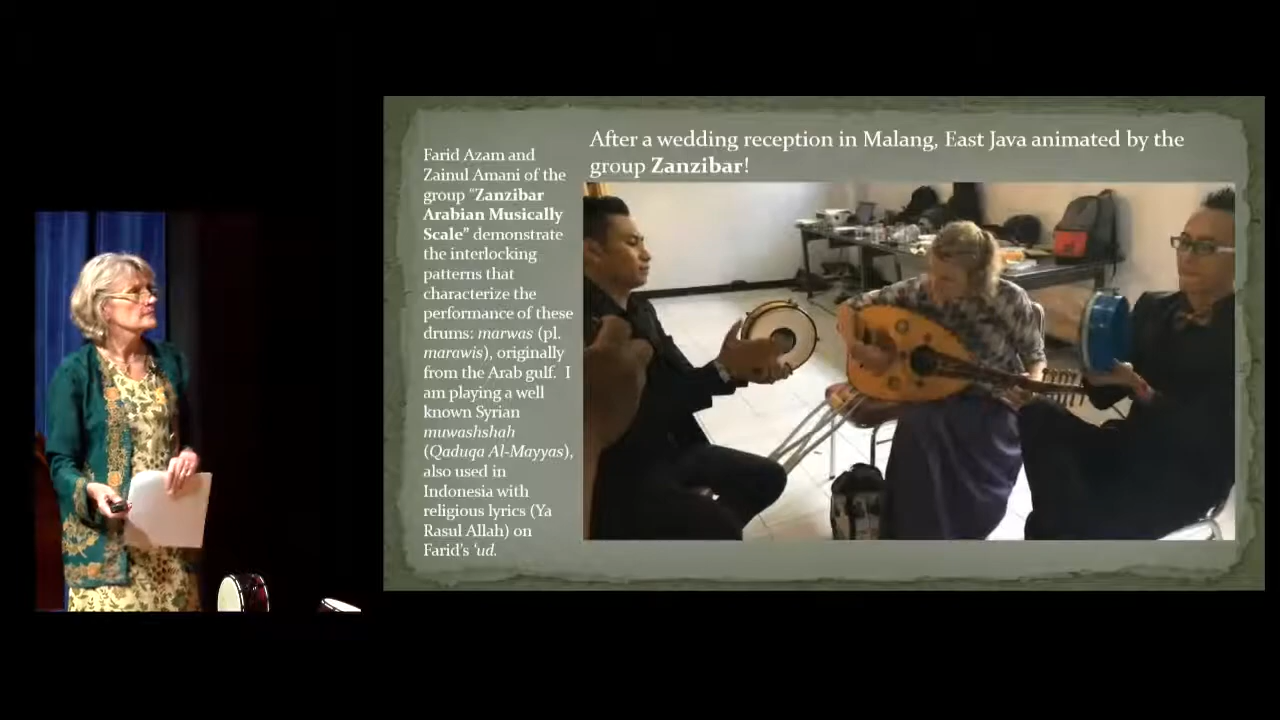 After a wedding reception in Malang, East Java animated by the
group Zanzibar!
Farid Azam and
Zainul Amani of the
group "Zanzibar
Arabian Musically
Scale" demonstrate
the interlocking
patterns that
characterize the
performance of these
drums: marwas (pl.
marawis), originally
from the Arab gulf. I
am playing a well
known Syrian
muwashshah
(Qaduqa Al-Mayyas),
also used in
Indonesia with
religious lyrics (Ya
Rasul Allah) on
Farid's 'ud.